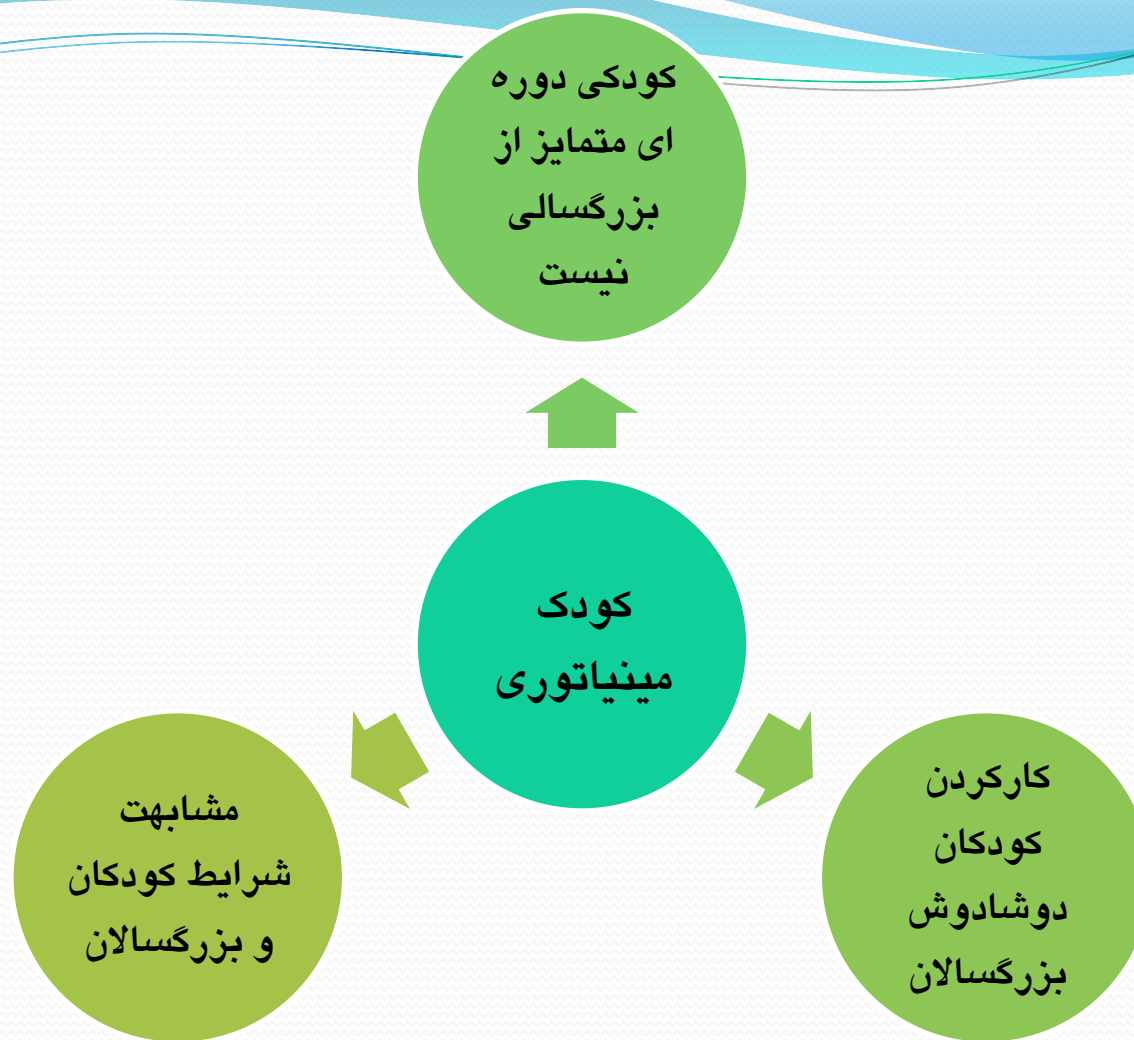 کودکی دوره
ای متمایز از
بزرگسالی
نیست
کودک
مینیاتوری
کارکردن
کودکان
دوشادوش
بزرگسالان
مشابهت
شرایط کودکان
و بزرگسالان